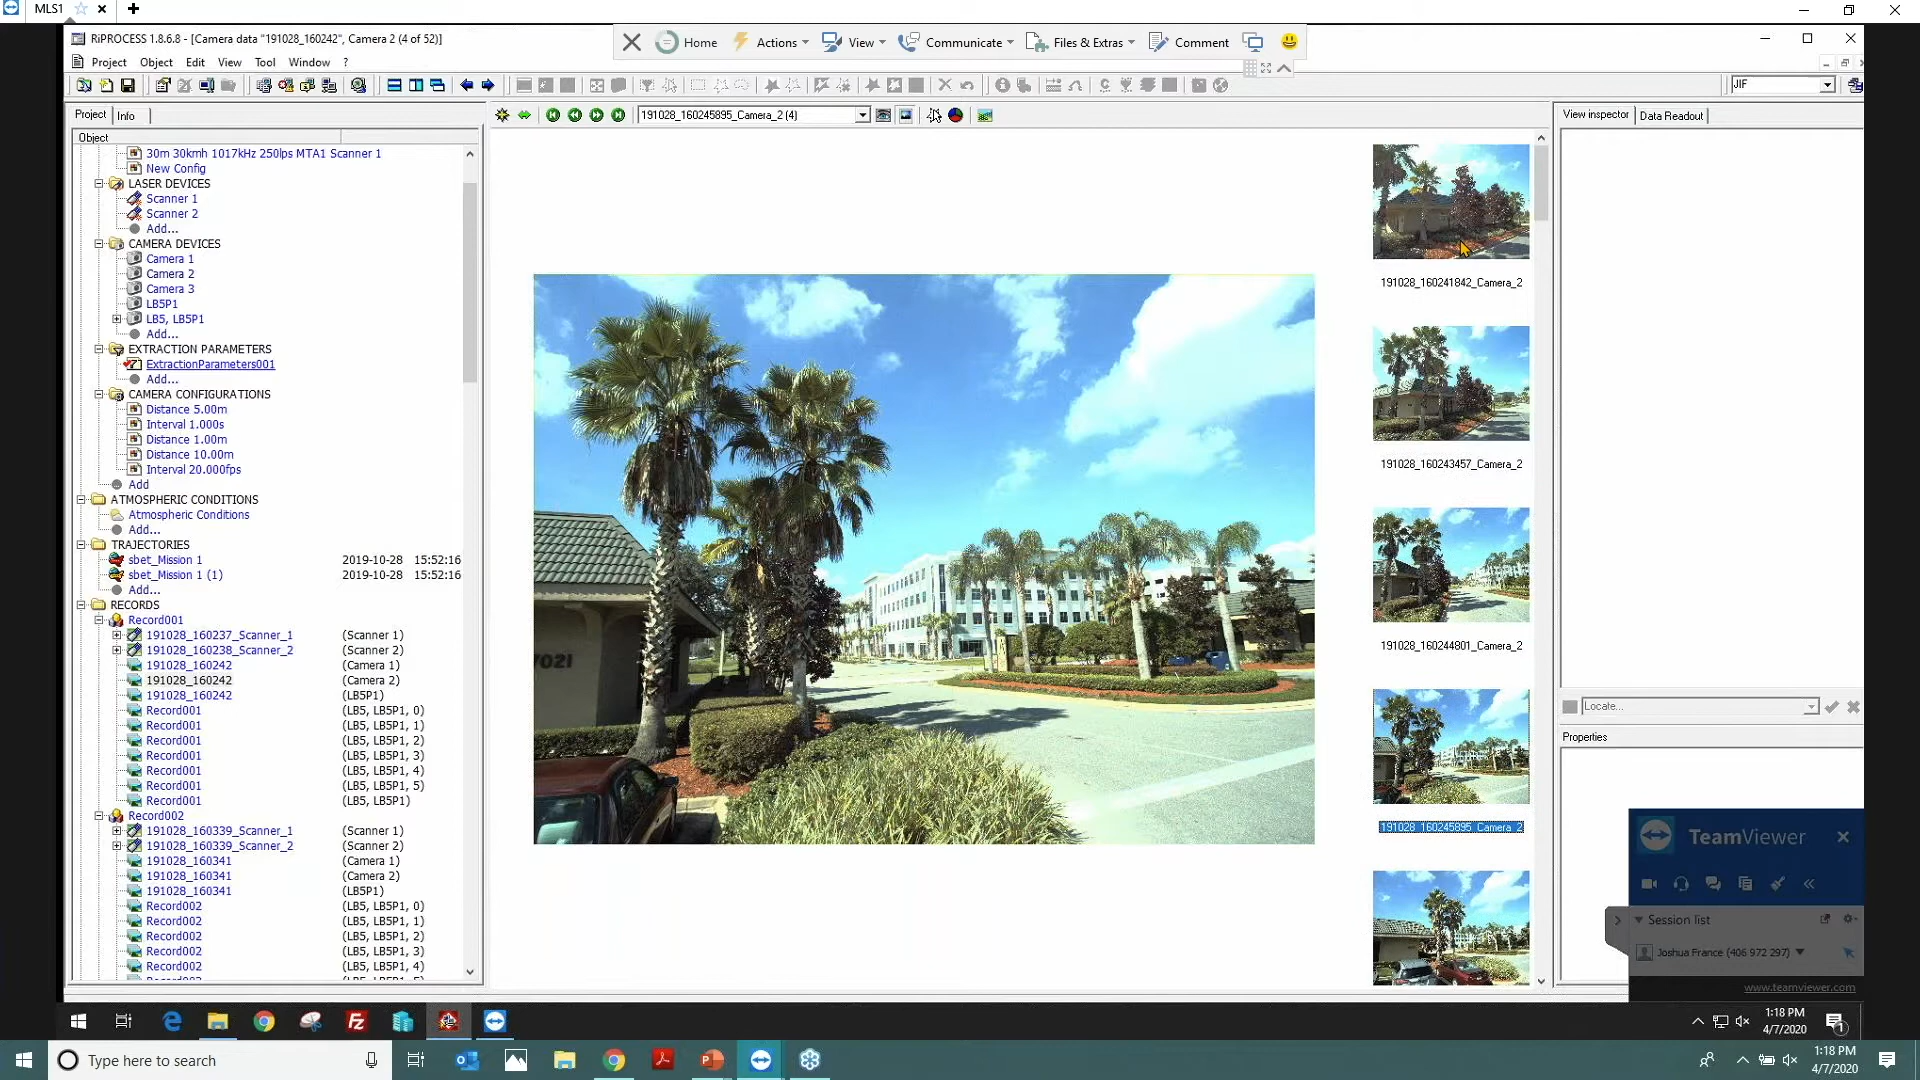 MLS1
RiPROCESS 1.8.6.8 - [Camera data "191028_160242", Camera 2 (4 of 52)]
Home Actions View Communicate Files & Extras Comment
Project Object Edit View Tool Window ?
JIF
Project Info
191028_160245895_Camera_2 (4)
View inspector Data Readout
Object
30m 30kmh 1017kHz 250lps MTA1 Scanner 1
New Config
LASER DEVICES
Scanner 1
Scanner 2
Add...
CAMERA DEVICES
Camera 1
Camera 2
Camera 3
LB5P1
LB5, LB5P1
Add...
EXTRACTION PARAMETERS
ExtractionParameters001
Add...
CAMERA CONFIGURATIONS
Distance 5.00m
Interval 1.000s
Distance 1.00m
Distance 10.00m
Interval 20.000fps
Add
ATMOSPHERIC CONDITIONS
Atmospheric Conditions
Add...
TRAJECTORIES
sbet_Mission 1 2019-10-28 15:52:16
sbet_Mission 1 (1) 2019-10-28 15:52:16
Add...
RECORDS
Record001
191028_160237_Scanner_1 (Scanner 1)
191028_160238_Scanner_2 (Scanner 2)
191028_160242 (Camera 1)
191028_160242 (Camera 2)
191028_160242 (LB5P1)
Record001 (LB5, LB5P1, 0)
Record001 (LB5, LB5P1, 1)
Record001 (LB5, LB5P1, 2)
Record001 (LB5, LB5P1, 3)
Record001 (LB5, LB5P1, 4)
Record001 (LB5, LB5P1, 5)
Record001 (LB5, LB5P1)
Record002
191028_160339_Scanner_1 (Scanner 1)
191028_160339_Scanner_2 (Scanner 2)
191028_160341 (Camera 1)
191028_160341 (Camera 2)
191028_160341 (LB5P1)
Record002 (LB5, LB5P1, 0)
Record002 (LB5, LB5P1, 1)
Record002 (LB5, LB5P1, 2)
Record002 (LB5, LB5P1, 3)
Record002 (LB5, LB5P1, 4)
7021
191028_160241842_Camera_2
191028_160243457_Camera_2
191028_160244801_Camera_2
191028_160245895_Camera_2
Locate...
Properties
TeamViewer
Session list
Joshua France (406 972 297)
www.teamviewer.com
1:18 PM
4/7/2020
1
Type here to search
1:18 PM
4/7/2020